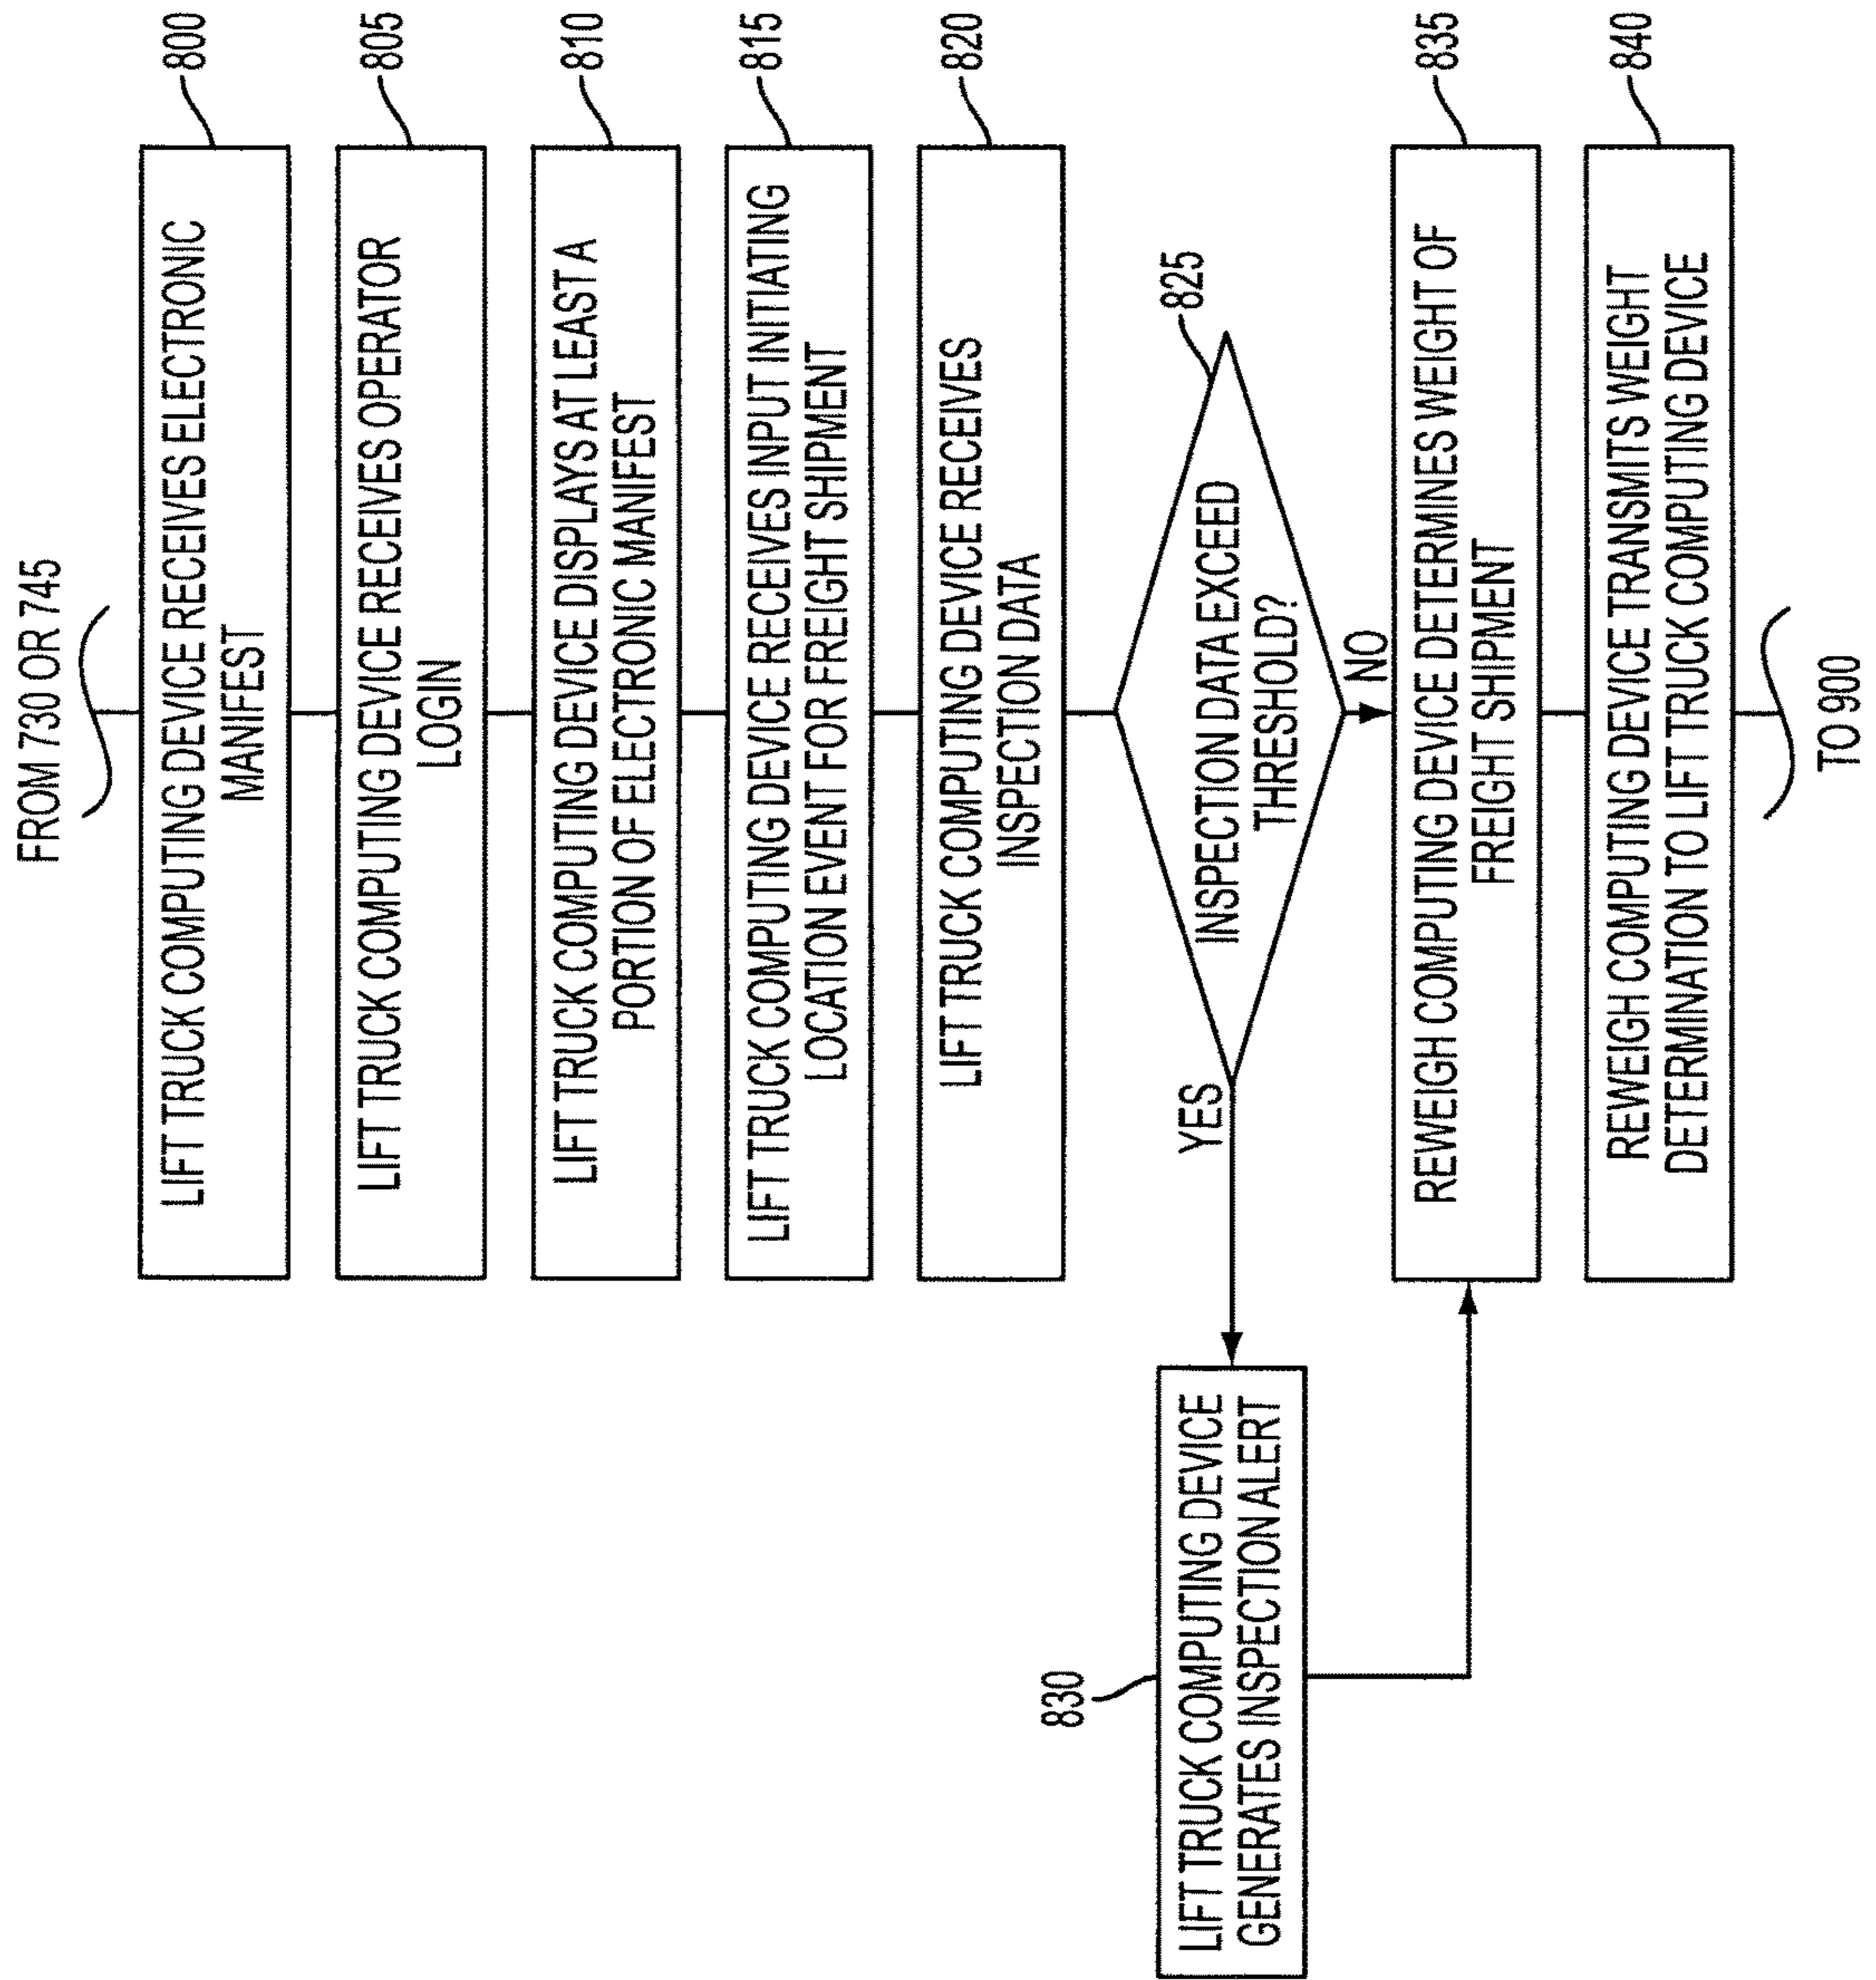 FROM 730 OR 745
LIFT TRUCK COMPUTING DEVICE RECEIVES ELECTRONIC
MANIFEST
800
LIFT TRUCK COMPUTING DEVICE RECEIVES OPERATOR
LOGIN
805
LIFT TRUCK COMPUTING DEVICE DISPLAYS AT LEAST A
PORTION OF ELECTRONIC MANIFEST
810
LIFT TRUCK COMPUTING DEVICE RECEIVES INPUT INITIATING
LOCATION EVENT FOR FREIGHT SHIPMENT
815
LIFT TRUCK COMPUTING DEVICE RECEIVES
INSPECTION DATA
820
INSPECTION DATA EXCEED
THRESHOLD?
825
YES
NO
830
LIFT TRUCK COMPUTING DEVICE
GENERATES INSPECTION ALERT
REWEIGH COMPUTING DEVICE DETERMINES WEIGHT OF
FREIGHT SHIPMENT
835
REWEIGH COMPUTING DEVICE TRANSMITS WEIGHT
DETERMINATION TO LIFT TRUCK COMPUTING DEVICE
840
TO 900